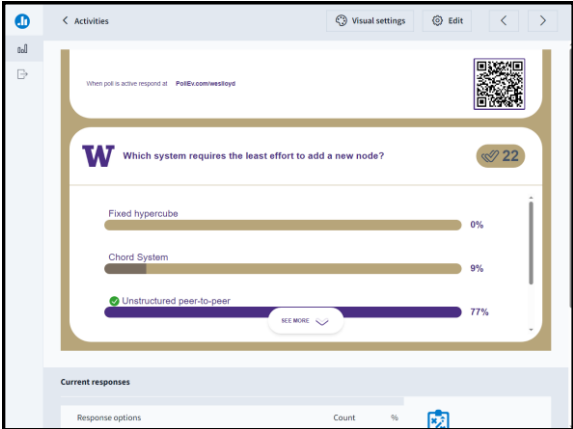 Activities
Visual settings
Edit
When poll is active respond at PollEv.com/weslloyd
W Which system requires the least effort to add a new node?
22
Fixed hypercube
0%
Chord System
9%
Unstructured peer-to-peer
77%
SEE MORE
Current responses
Response options Count %